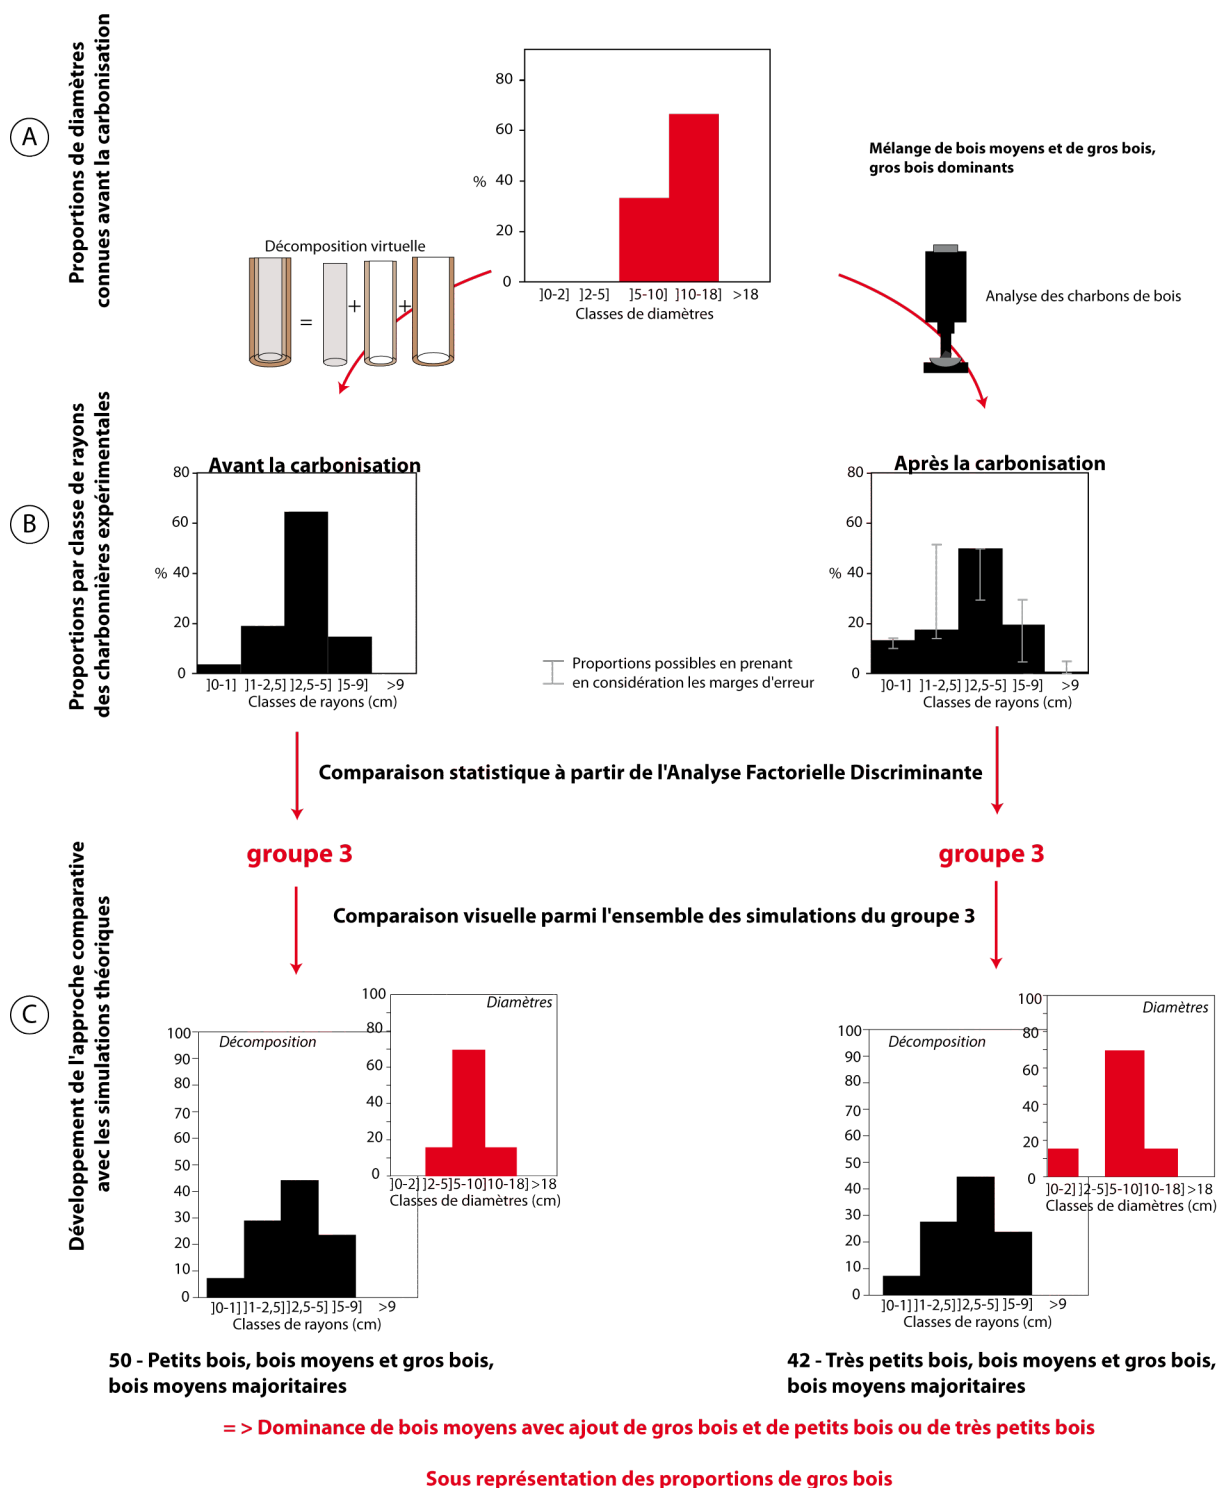 A
Proportions de diamètres
connues avant la carbonisation
80
60
% 40
20
0
]0-2] ]2-5] ]5-10] ]10-18] >18
Classes de diamètres
Mélange de bois moyens et de gros bois,
gros bois dominants
Décomposition virtuelle
= + +
Analyse des charbons de bois
B
Proportions par classe de rayons
des charbonnières expérimentales
Avant la carbonisation
80
60
% 40
20
0
]0-1] ]1-2,5] ]2,5-5] ]5-9] >9
Classes de rayons (cm)
Proportions possibles en prenant
en considération les marges d'erreur
Après la carbonisation
80
60
% 40
20
0
]0-1] ]1-2,5] ]2,5-5] ]5-9] >9
Classes de rayons (cm)
Comparaison statistique à partir de l'Analyse Factorielle Discriminante
groupe 3
groupe 3
Comparaison visuelle parmi l'ensemble des simulations du groupe 3
C
Développement de l'approche comparative
avec les simulations théoriques
Décomposition
100
90
80
70
60
50
40
30
20
10
0
]0-1] ]1-2,5] ]2,5-5] ]5-9] >9
Classes de rayons (cm)
Diamètres
100
80
60
40
20
0
]0-2] ]2-5] ]5-10] ]10-18] >18
Classes de diamètres (cm)
Décomposition
100
90
80
70
60
50
40
30
20
10
0
]0-1] ]1-2,5] ]2,5-5] ]5-9] >9
Classes de rayons (cm)
Diamètres
100
80
60
40
20
0
]0-2] ]2-5] ]5-10] ]10-18] >18
Classes de diamètres (cm)
50 - Petits bois, bois moyens et gros bois,
bois moyens majoritaires
42 - Très petits bois, bois moyens et gros bois,
bois moyens majoritaires
= > Dominance de bois moyens avec ajout de gros bois et de petits bois ou de très petits bois
Sous représentation des proportions de gros bois